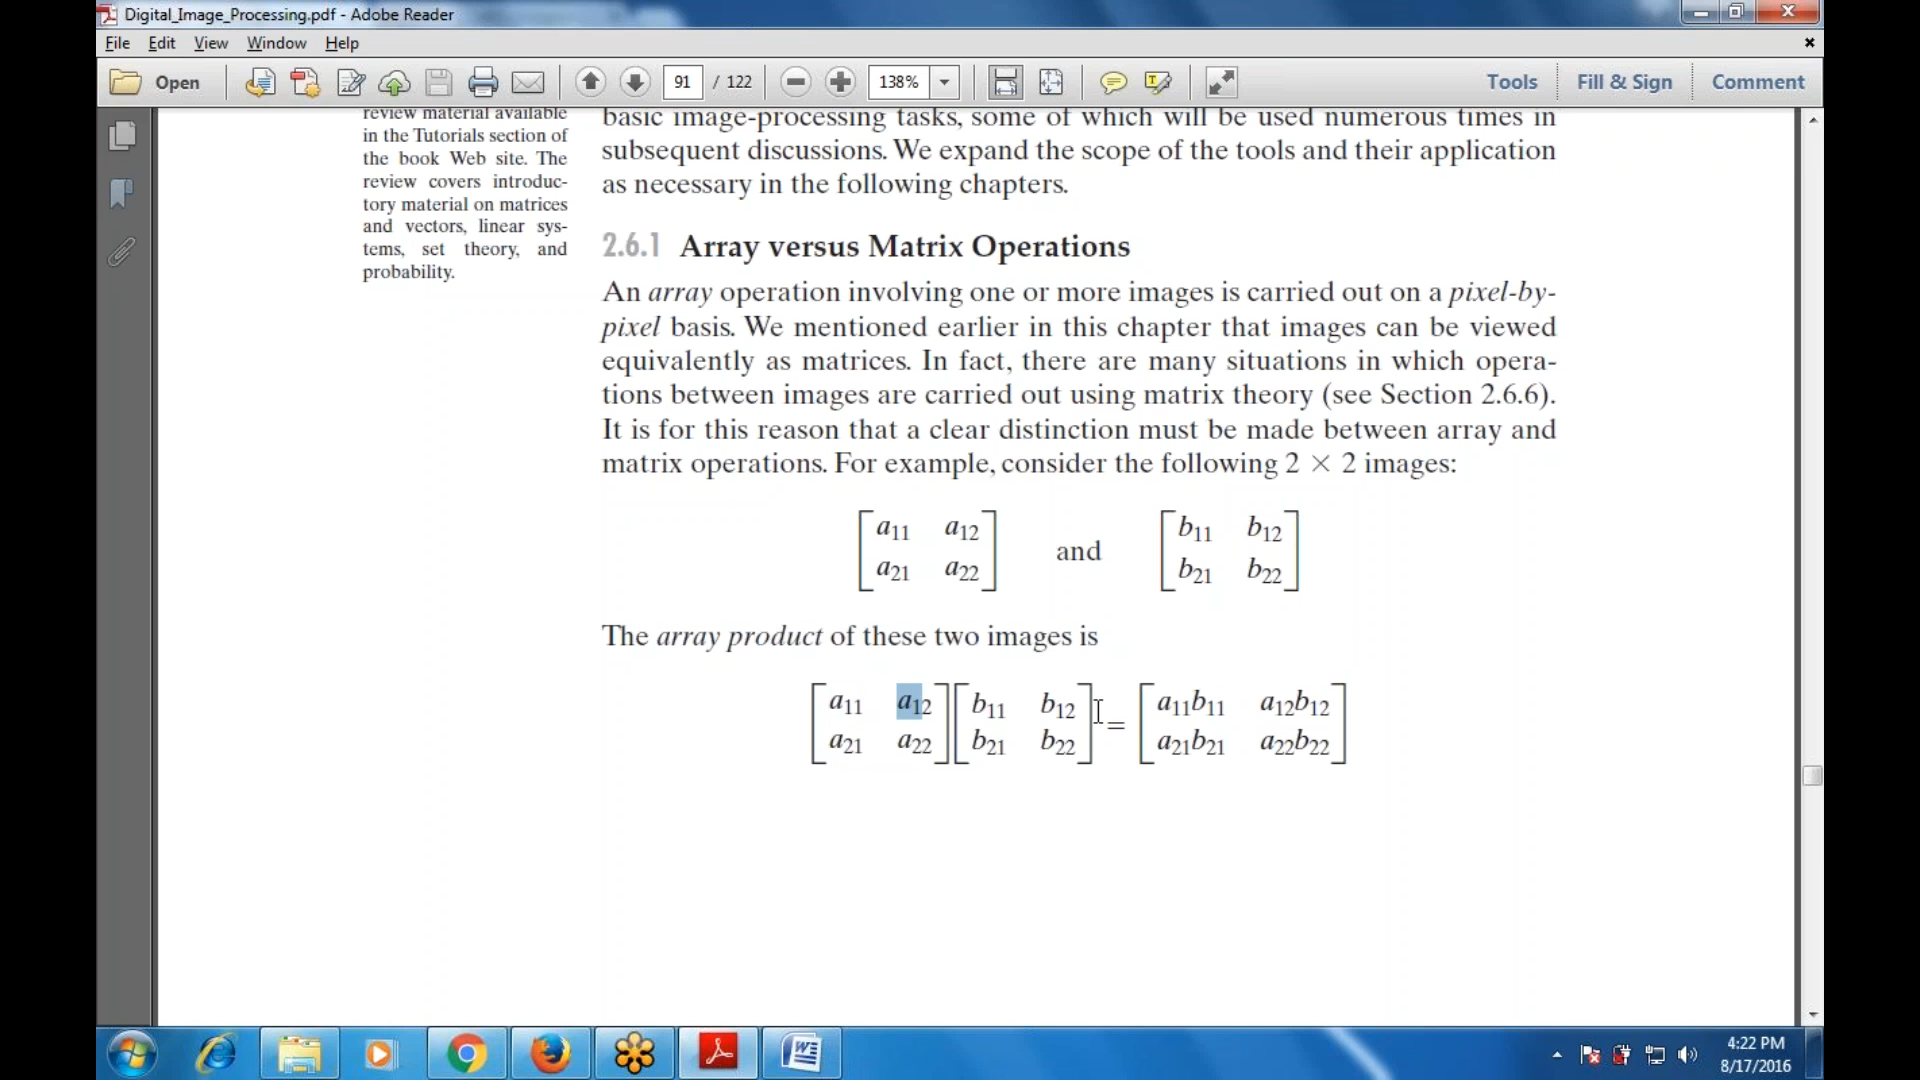 Digital_Image_Processing.pdf - Adobe Reader
File Edit View Window Help
Open 91 / 122 138% Tools Fill & Sign Comment
review material available
in the Tutorials section of
the book Web site. The
review covers introduc-
tory material on matrices
and vectors, linear sys-
tems, set theory, and
probability.
basic image-processing tasks, some of which will be used numerous times in
subsequent discussions. We expand the scope of the tools and their application
as necessary in the following chapters.
2.6.1 Array versus Matrix Operations
An array operation involving one or more images is carried out on a pixel-by-
pixel basis. We mentioned earlier in this chapter that images can be viewed
equivalently as matrices. In fact, there are many situations in which opera-
tions between images are carried out using matrix theory (see Section 2.6.6).
It is for this reason that a clear distinction must be made between array and
matrix operations. For example, consider the following 2 × 2 images:
a11 a12 b11 b12
and
a21 a22 b21 b22
The array product of these two images is
a11 a12 b11 b12 a11b11 a12b12
=
a21 a22 b21 b22 a21b21 a22b22
4:22 PM
8/17/2016